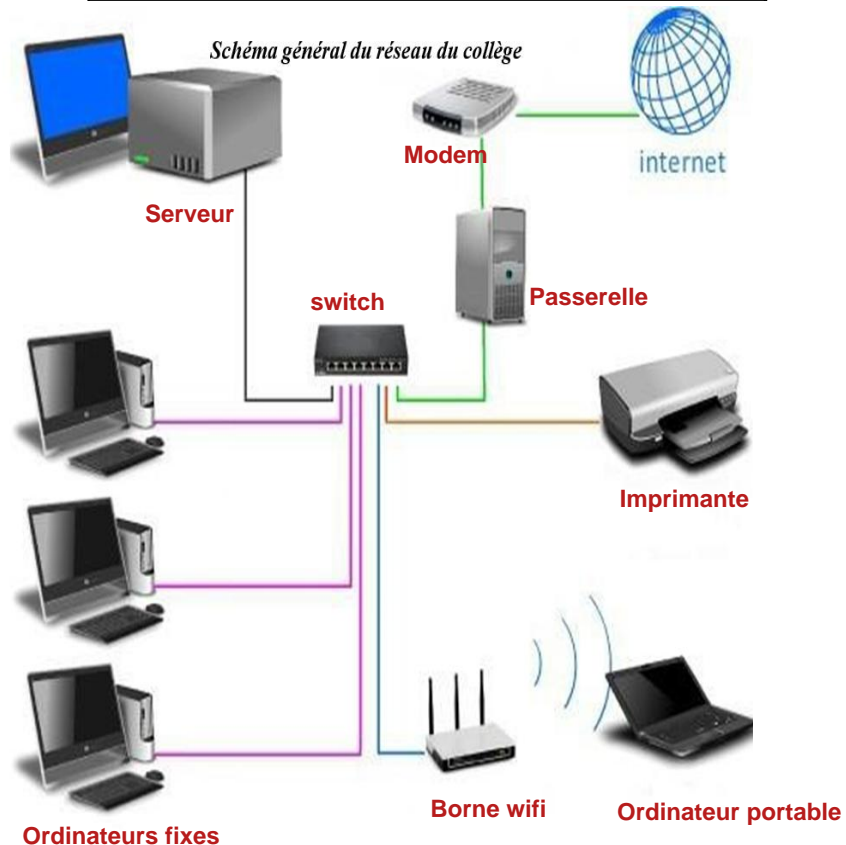 Schéma général du réseau du collège
Modem
internet
Serveur
Passerelle
switch
Imprimante
Borne wifi
Ordinateur portable
Ordinateurs fixes